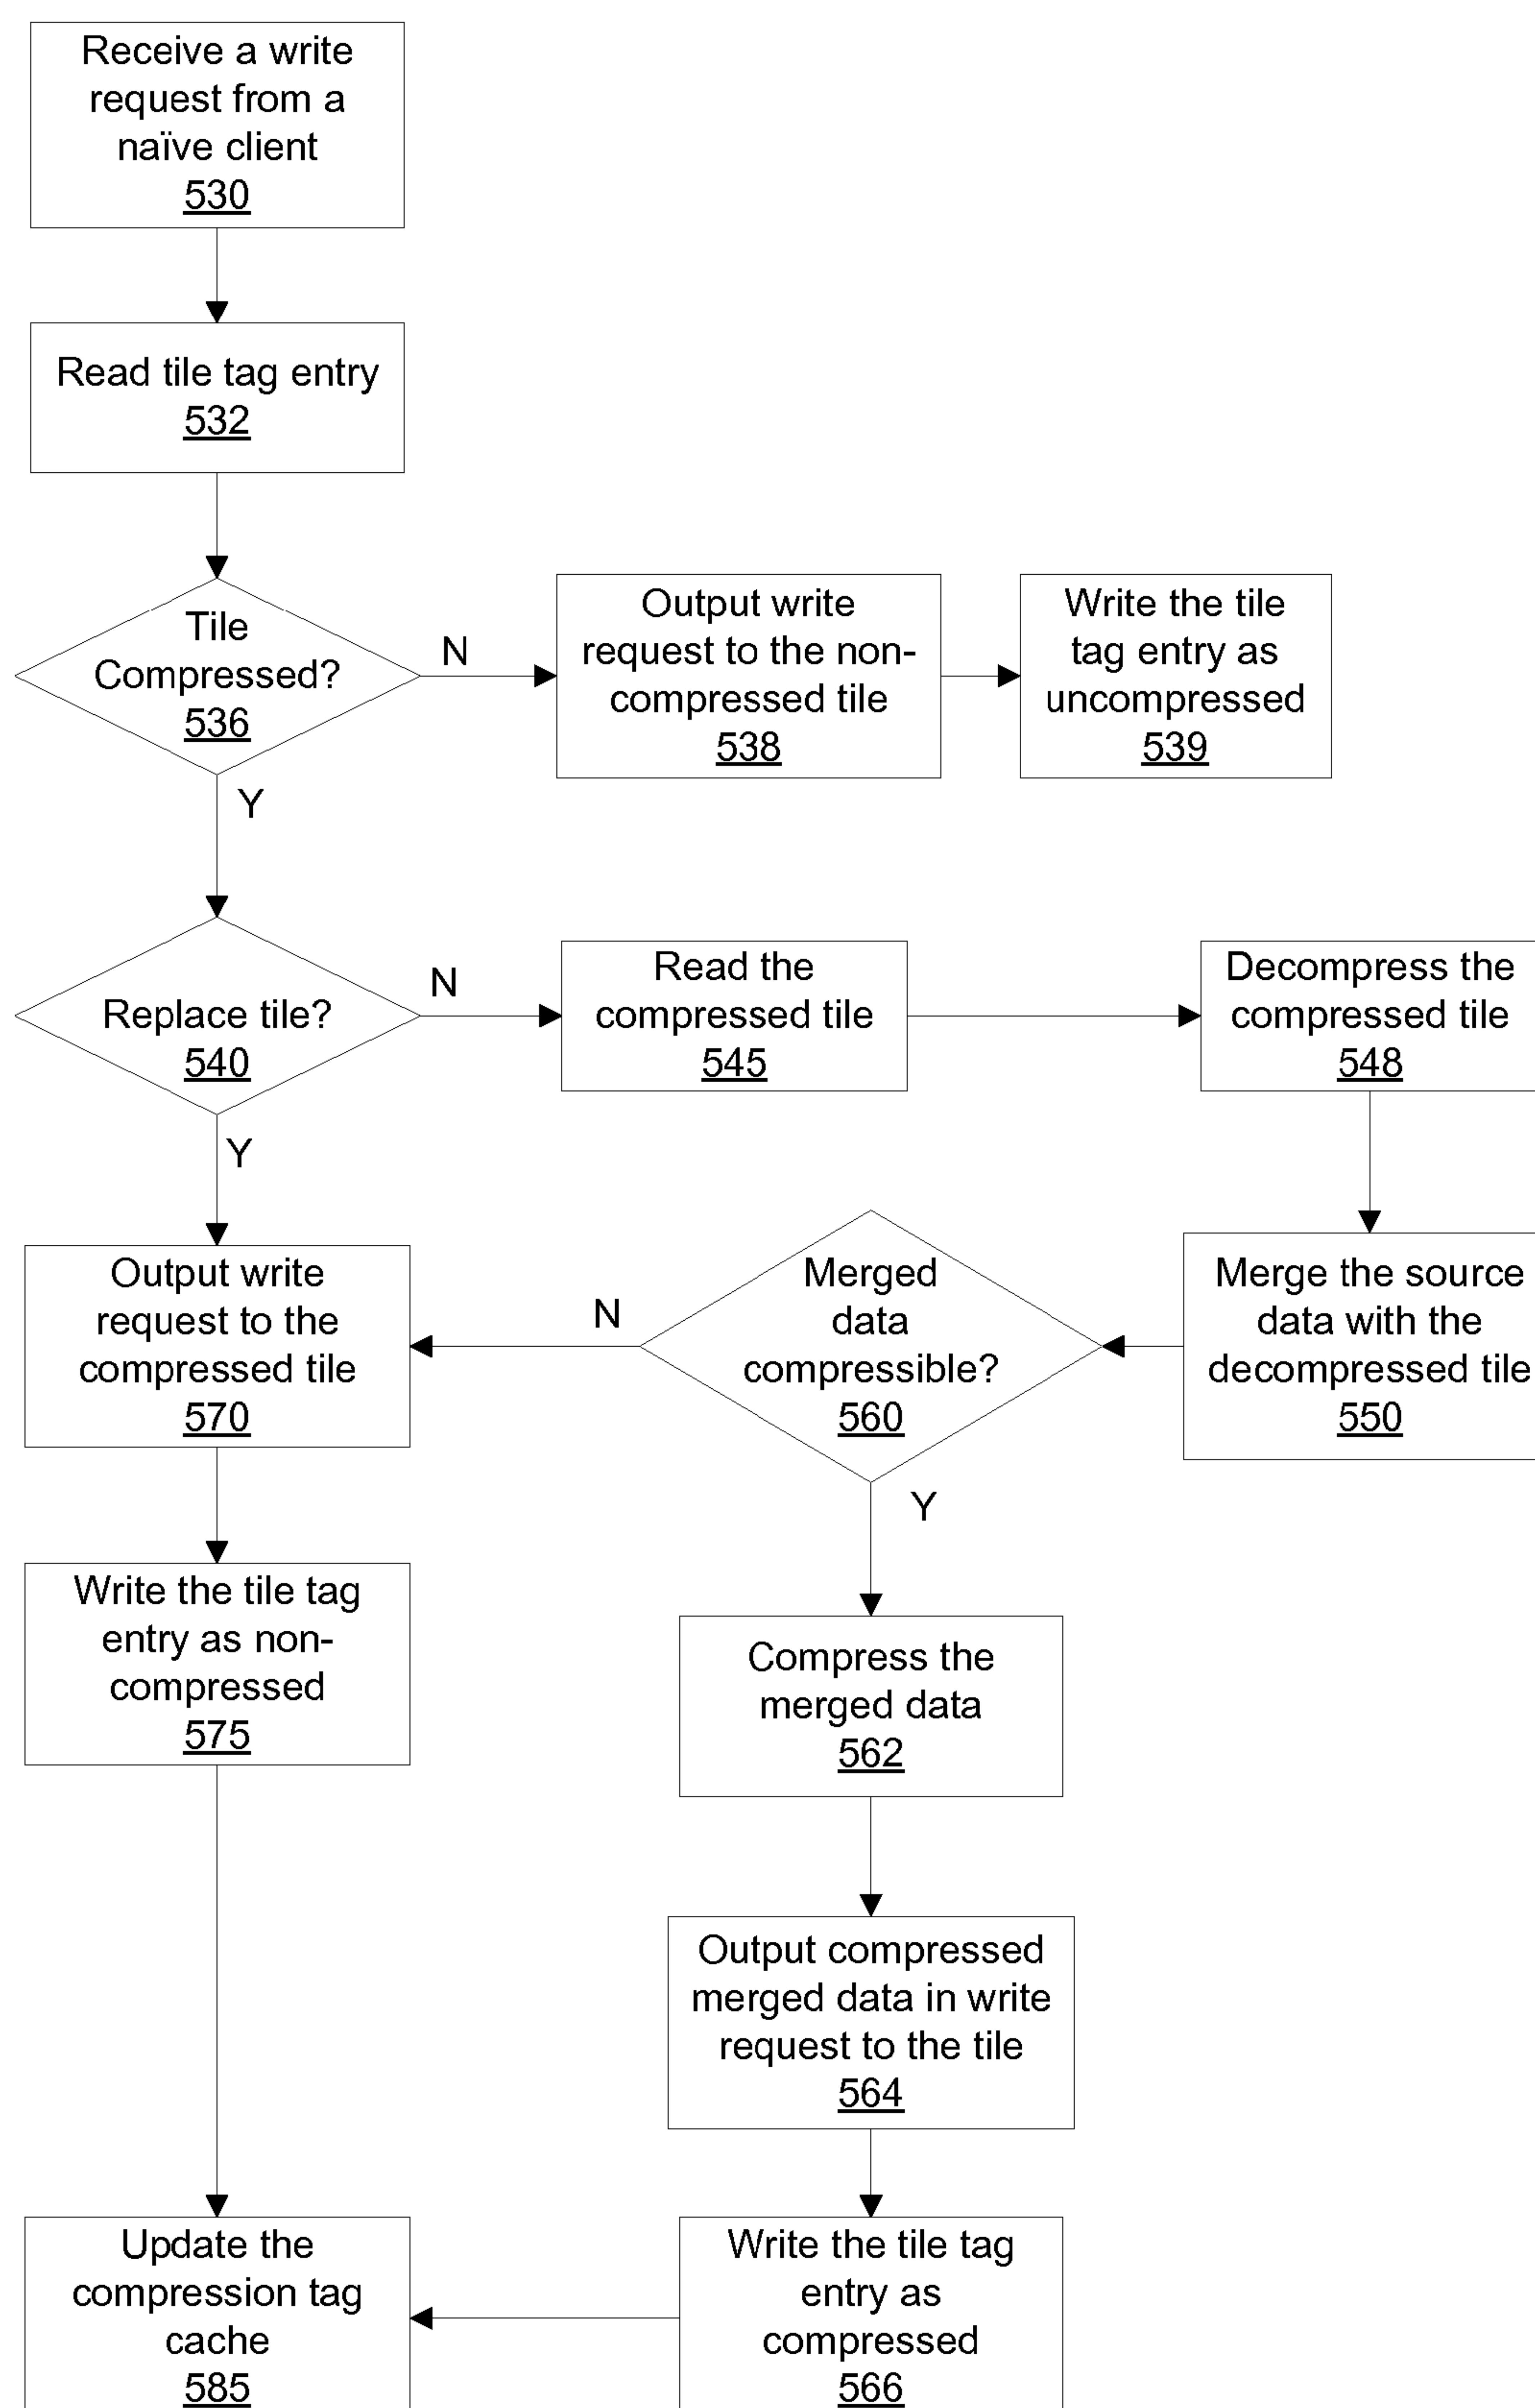 Receive a write
request from a
naïve client
530
Read tile tag entry
532
Tile
Compressed?
536
N
Output write
request to the non-
compressed tile
538
Write the tile
tag entry as
uncompressed
539
Y
Replace tile?
540
N
Read the
compressed tile
545
Decompress the
compressed tile
548
Y
Output write
request to the
compressed tile
570
N
Merged
data
compressible?
560
Merge the source
data with the
decompressed tile
550
Y
Write the tile tag
entry as non-
compressed
575
Compress the
merged data
562
Output compressed
merged data in write
request to the tile
564
Update the
compression tag
cache
585
Write the tile tag
entry as
compressed
566